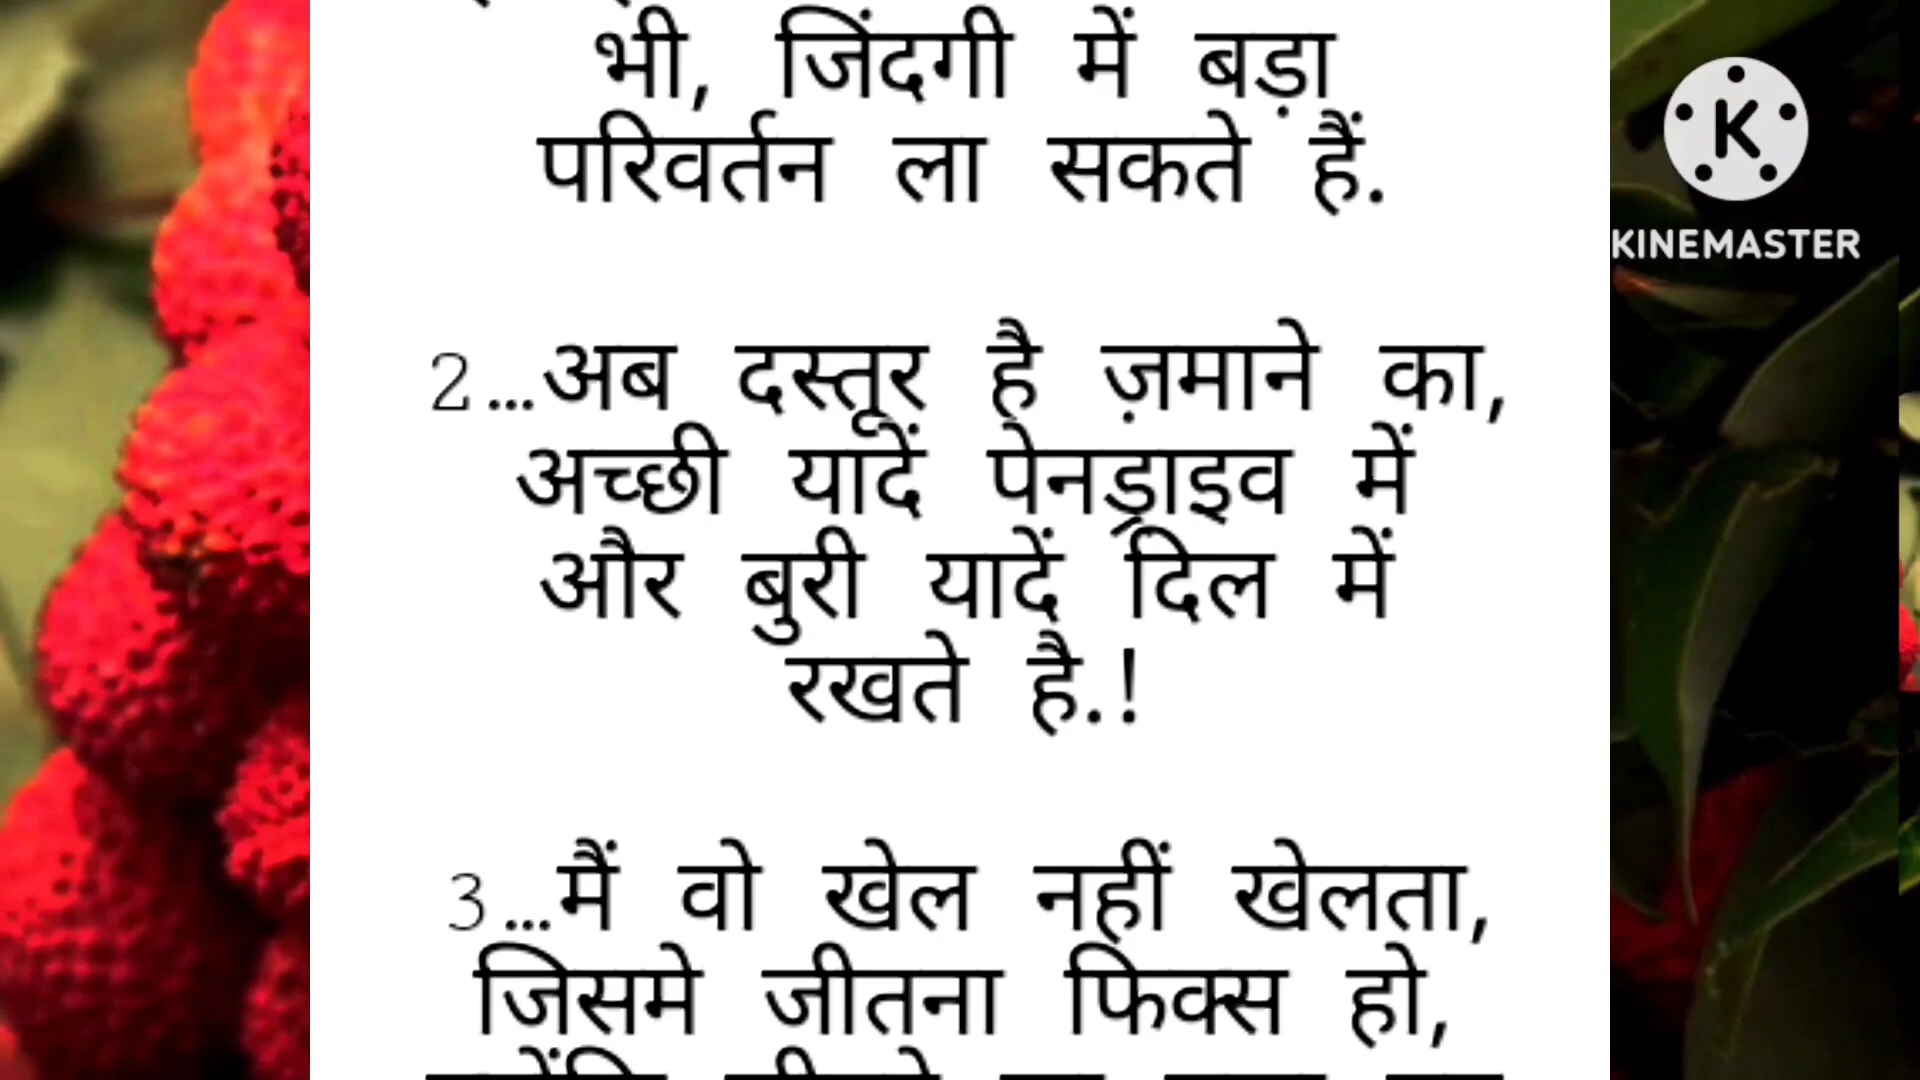 भी, जिंदगी में बड़ा
परिवर्तन ला सकते हैं.
2...अब दस्तूर है ज़माने का,
अच्छी यादें पेनड्राइव में
और बुरी यादें दिल में
रखते है.!
3...मैं वो खेल नहीं खेलता,
जिसमे जीतना फिक्स हो,
K
KINEMASTER